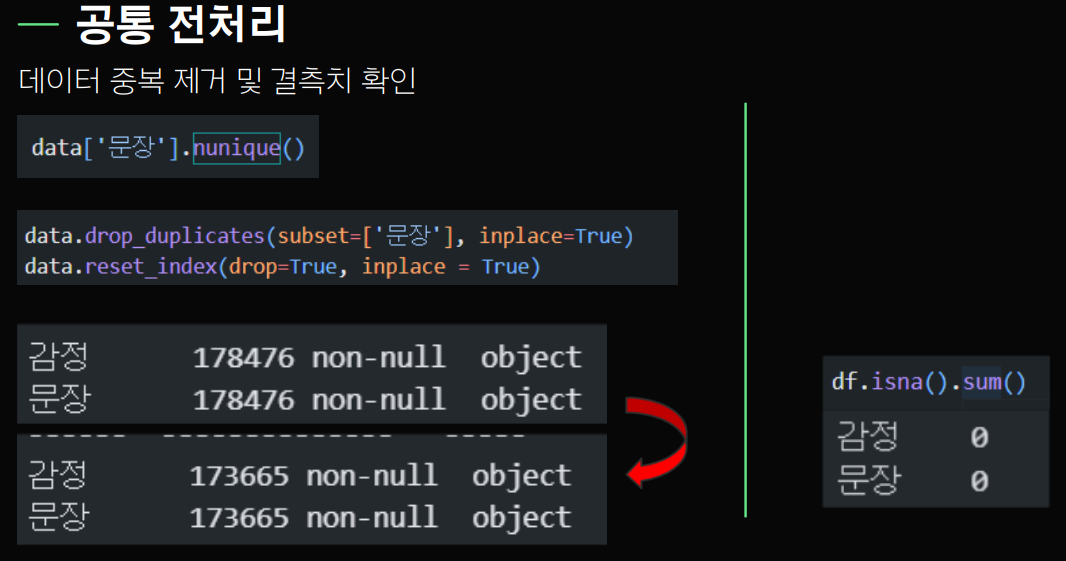 공통 전처리
데이터 중복 제거 및 결측치 확인
data['문장'].nunique()
data.drop_duplicates(subset=['문장'], inplace=True)
data.reset_index(drop=True, inplace = True)
감정 178476 non-null object
문장 178476 non-null object
감정 173665 non-null object
문장 173665 non-null object
df.isna().sum()
감정 0
문장 0